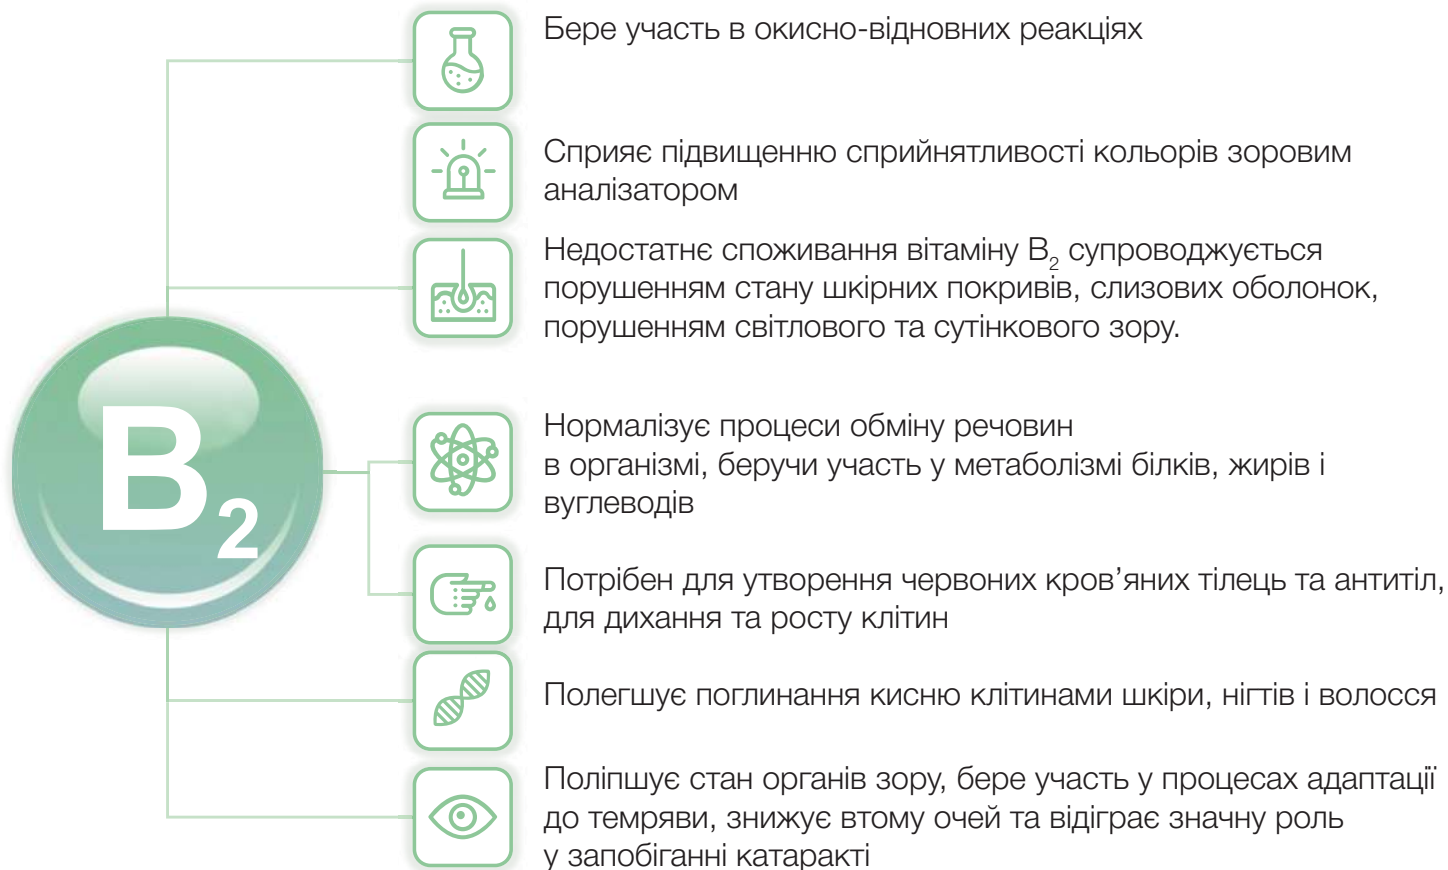 Бере участь в окисно-відновних реакціях
Сприяє підвищенню сприйнятливості кольорів зоровим
аналізатором
Недостатнє споживання вітаміну B₂ супроводжується
порушенням стану шкірних покривів, слизових оболонок,
порушенням світлового та сутінкового зору.
B₂
Нормалізує процеси обміну речовин
в організмі, беручи участь у метаболізмі білків, жирів і
вуглеводів
Потрібен для утворення червоних кров’яних тілець та антитіл,
для дихання та росту клітин
Полегшує поглинання кисню клітинами шкіри, нігтів і волосся
Поліпшує стан органів зору, бере участь у процесах адаптації
до темряви, знижує втому очей та відіграє значну роль
у запобіганні катаракті